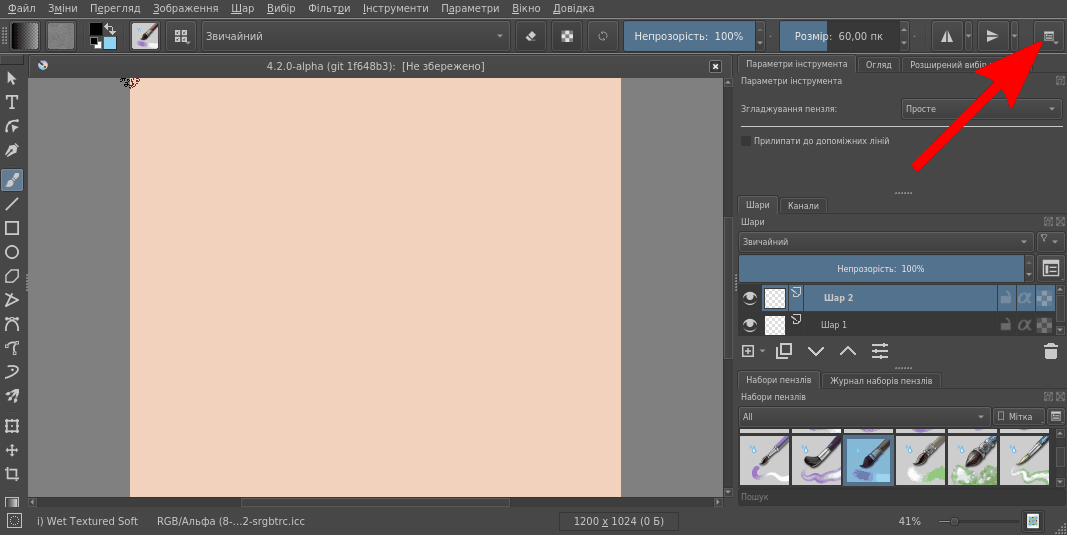 Файл Зміни Перегляд Зображення Шар Вибір Фільтри Інструменти Параметри Вікно Довідка
Звичайний Непрозорість: 100% Розмір: 60,00 пк
4.2.0-alpha (git 1f648b3): [Не збережено]
Параметри інструмента Огляд Розширений вибір
Параметри інструмента
Згладжування пензля: Просте
Прилипати до допоміжних ліній
Шари Канали
Шари
Звичайний
Непрозорість: 100%
Шар 2
Шар 1
Набори пензлів Журнал наборів пензлів
Набори пензлів
All Мітка
Пошук
i) Wet Textured Soft RGB/Альфа (8-...2-srgbtrc.icc 1200 x 1024 (0 Б) 41%